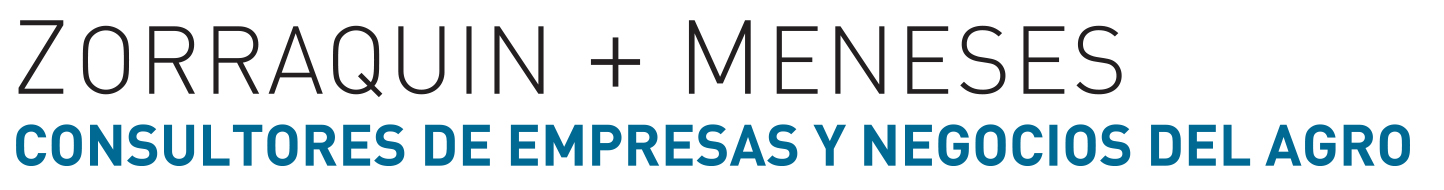 ZORRAQUIN + MENESES
CONSULTORES DE EMPRESAS Y NEGOCIOS DEL AGRO